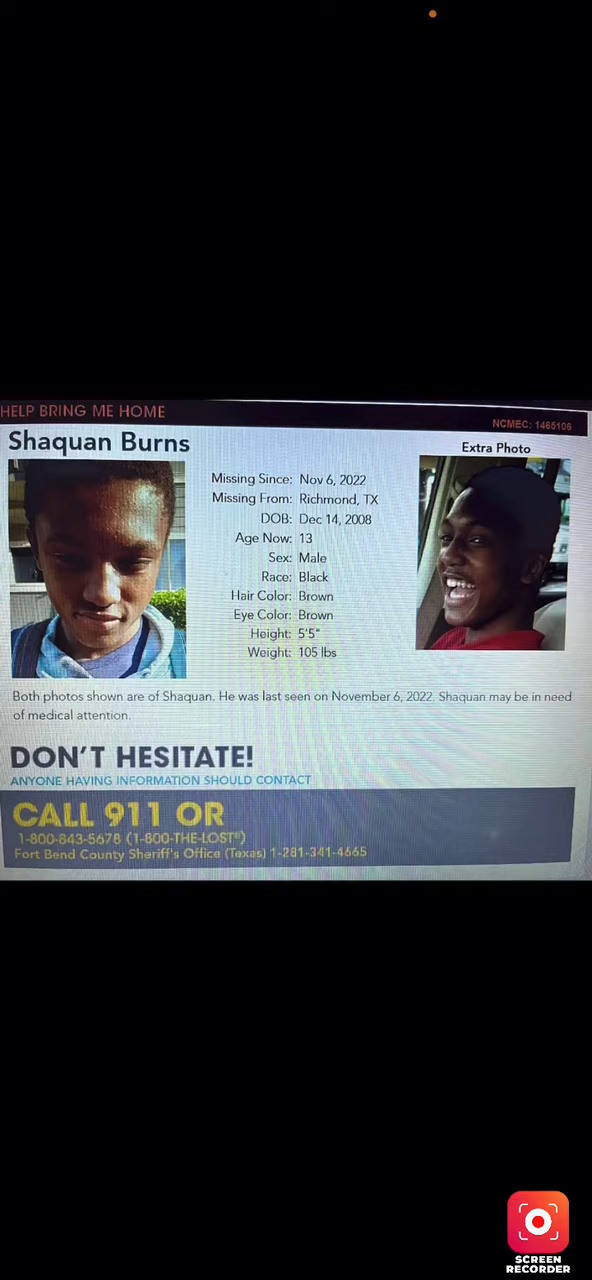 HELP BRING ME HOME
NCMEC: 1465106
Shaquan Burns
Extra Photo
Missing Since: Nov 6, 2022
Missing From: Richmond, TX
DOB: Dec 14, 2008
Age Now: 13
Sex: Male
Race: Black
Hair Color: Brown
Eye Color: Brown
Height: 5'5"
Weight: 105 lbs
Both photos shown are of Shaquan. He was last seen on November 6, 2022. Shaquan may be in need
of medical attention.
DON'T HESITATE!
ANYONE HAVING INFORMATION SHOULD CONTACT
CALL 911 OR
1-800-843-5678 (1-800-THE-LOST®)
Fort Bend County Sheriff's Office (Texas) 1-281-341-4665
SCREEN
RECORDER